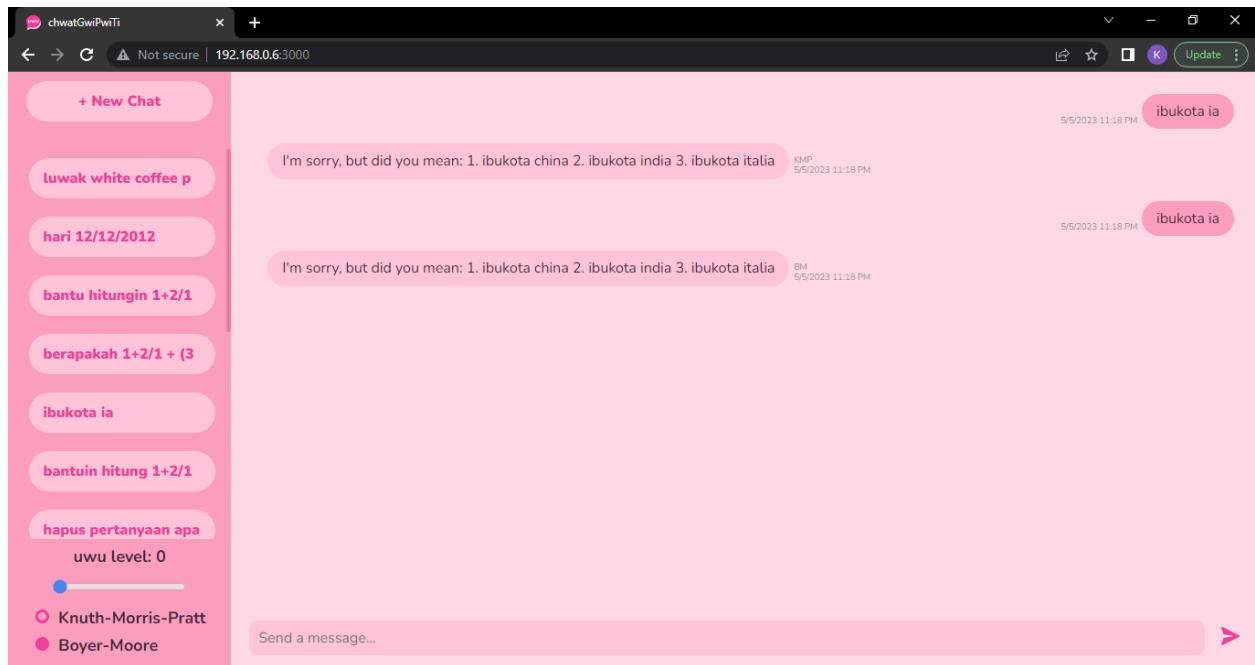 chwatGwiPwiTi
Not secure | 192.168.0.6:3000
K
Update
+ New Chat
luwak white coffee p
hari 12/12/2012
bantu hitungin 1+2/1
berapakah 1+2/1 + (3
ibukota ia
bantuin hitung 1+2/1
hapus pertanyaan apa
uwu level: 0
Knuth-Morris-Pratt
Boyer-Moore
5/5/2023 11:18 PM
ibukota ia
I'm sorry, but did you mean: 1. ibukota china 2. ibukota india 3. ibukota italia
KMP
5/5/2023 11:18 PM
5/5/2023 11:18 PM
ibukota ia
I'm sorry, but did you mean: 1. ibukota china 2. ibukota india 3. ibukota italia
BM
5/5/2023 11:18 PM
Send a message...